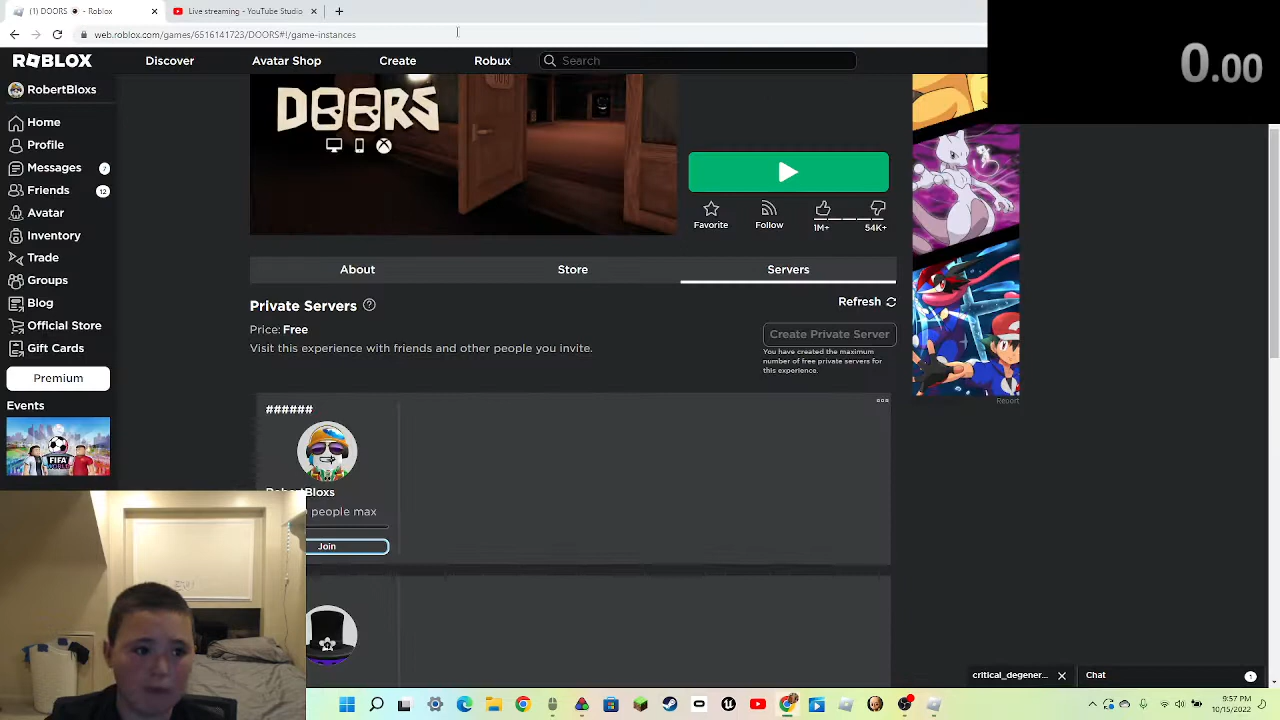 (1) DOORS - Roblox
Live streaming - YouTube Studio
web.roblox.com/games/6516141723/DOORS#!/game-instances
0.00
ROBLOX
Discover
Avatar Shop
Create
Robux
Search
RobertBloxs
Home
Profile
Messages
7
Friends
12
Avatar
Inventory
Trade
Groups
Blog
Official Store
Gift Cards
Premium
Events
FIFA WORLD
DOORS
Favorite
Follow
1M+
54K+
About
Store
Servers
Private Servers
Refresh
Price: Free
Create Private Server
Visit this experience with friends and other people you invite.
You have created the maximum
number of free private servers for
this experience.
Report
######
RobertBloxs
people max
Join
critical_degener...
Chat
1
9:57 PM
10/15/2022